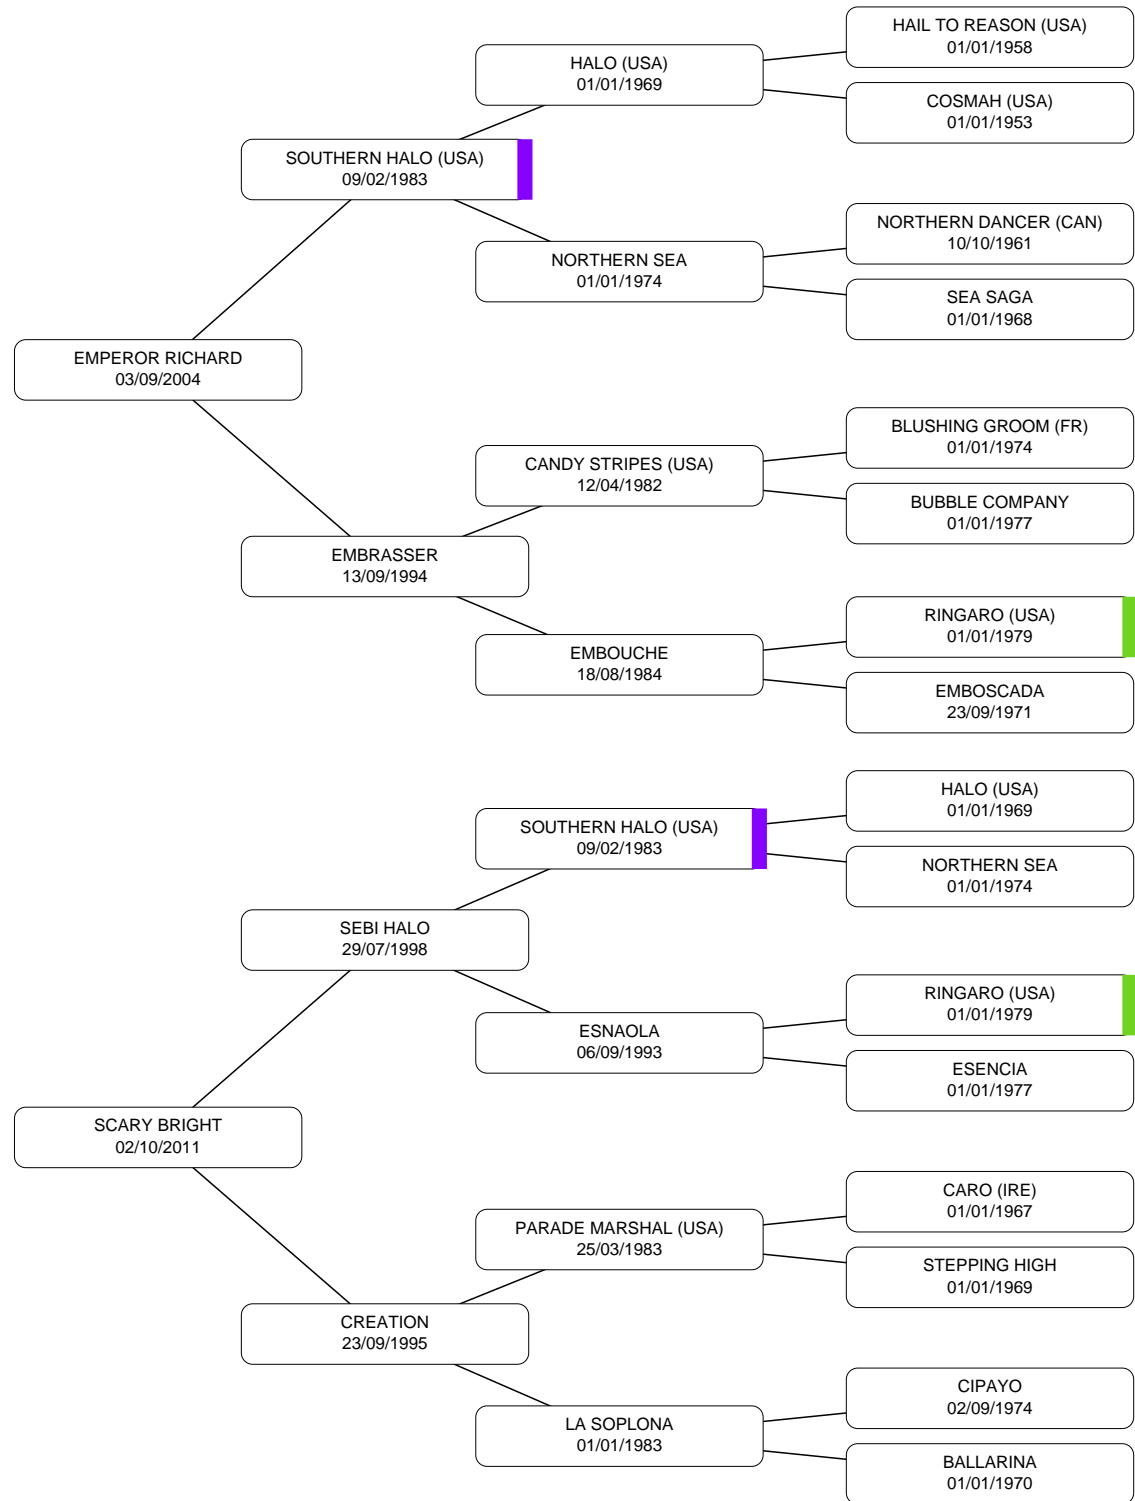 HAIL TO REASON (USA)
01/01/1958
HALO (USA)
01/01/1969
COSMAH (USA)
01/01/1953
SOUTHERN HALO (USA)
09/02/1983
NORTHERN DANCER (CAN)
10/10/1961
NORTHERN SEA
01/01/1974
SEA SAGA
01/01/1968
EMPEROR RICHARD
03/09/2004
BLUSHING GROOM (FR)
01/01/1974
CANDY STRIPES (USA)
12/04/1982
BUBBLE COMPANY
01/01/1977
EMBRASSER
13/09/1994
RINGARO (USA)
01/01/1979
EMBOUCHE
18/08/1984
EMBOSCADA
23/09/1971
HALO (USA)
01/01/1969
SOUTHERN HALO (USA)
09/02/1983
NORTHERN SEA
01/01/1974
SEBI HALO
29/07/1998
RINGARO (USA)
01/01/1979
ESNAOLA
06/09/1993
ESENCIA
01/01/1977
SCARY BRIGHT
02/10/2011
CARO (IRE)
01/01/1967
PARADE MARSHAL (USA)
25/03/1983
STEPPING HIGH
01/01/1969
CREATION
23/09/1995
CIPAYO
02/09/1974
LA SOPLONA
01/01/1983
BALLARINA
01/01/1970